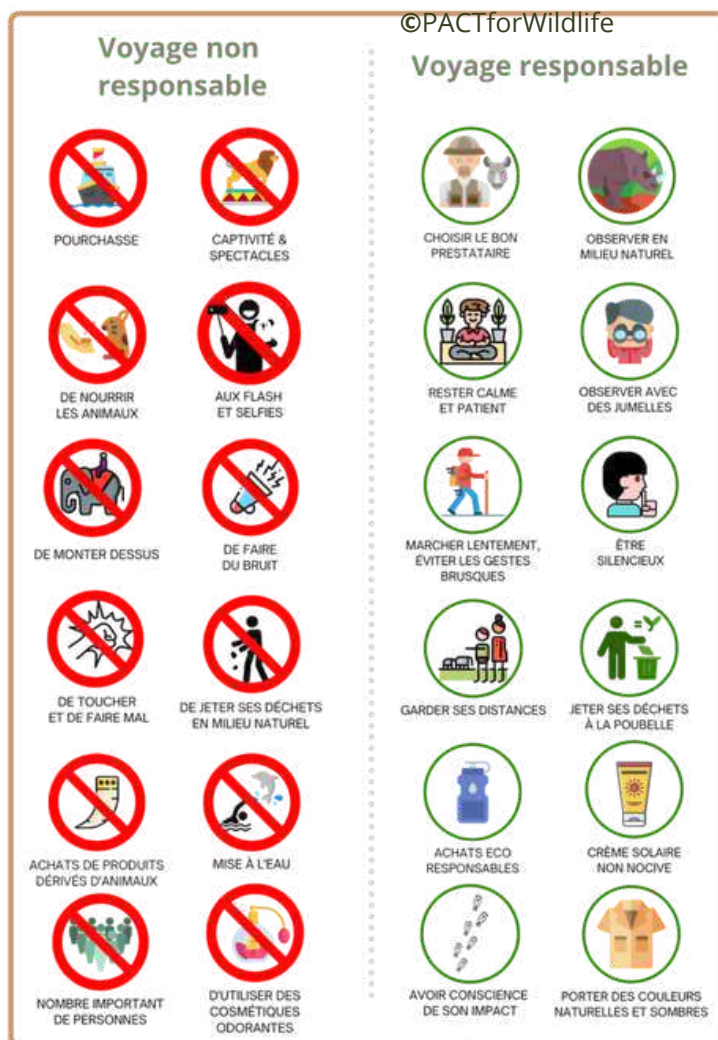 ©PACTforWildlife
Voyage non
responsable
POURCHASSE
CAPTIVITÉ &
SPECTACLES
DE NOURRIR
LES ANIMAUX
AUX FLASH
ET SELFIES
DE MONTER DESSUS
DE FAIRE
DU BRUIT
DE TOUCHER
ET DE FAIRE MAL
DE JETER SES DÉCHETS
EN MILIEU NATUREL
ACHATS DE PRODUITS
DÉRIVÉS D'ANIMAUX
MISE À L'EAU
NOMBRE IMPORTANT
DE PERSONNES
D'UTILISER DES
COSMÉTIQUES
ODORANTES
Voyage responsable
CHOISIR LE BON
PRESTATAIRE
OBSERVER EN
MILIEU NATUREL
RESTER CALME
ET PATIENT
OBSERVER AVEC
DES JUMELLES
MARCHER LENTEMENT,
ÉVITER LES GESTES
BRUSQUES
ÊTRE
SILENCIEUX
GARDER SES DISTANCES
JETER SES DÉCHETS
À LA POUBELLE
ACHATS ECO
RESPONSABLES
CRÈME SOLAIRE
NON NOCIVE
AVOIR CONSCIENCE
DE SON IMPACT
PORTER DES COULEURS
NATURELLES ET SOMBRES